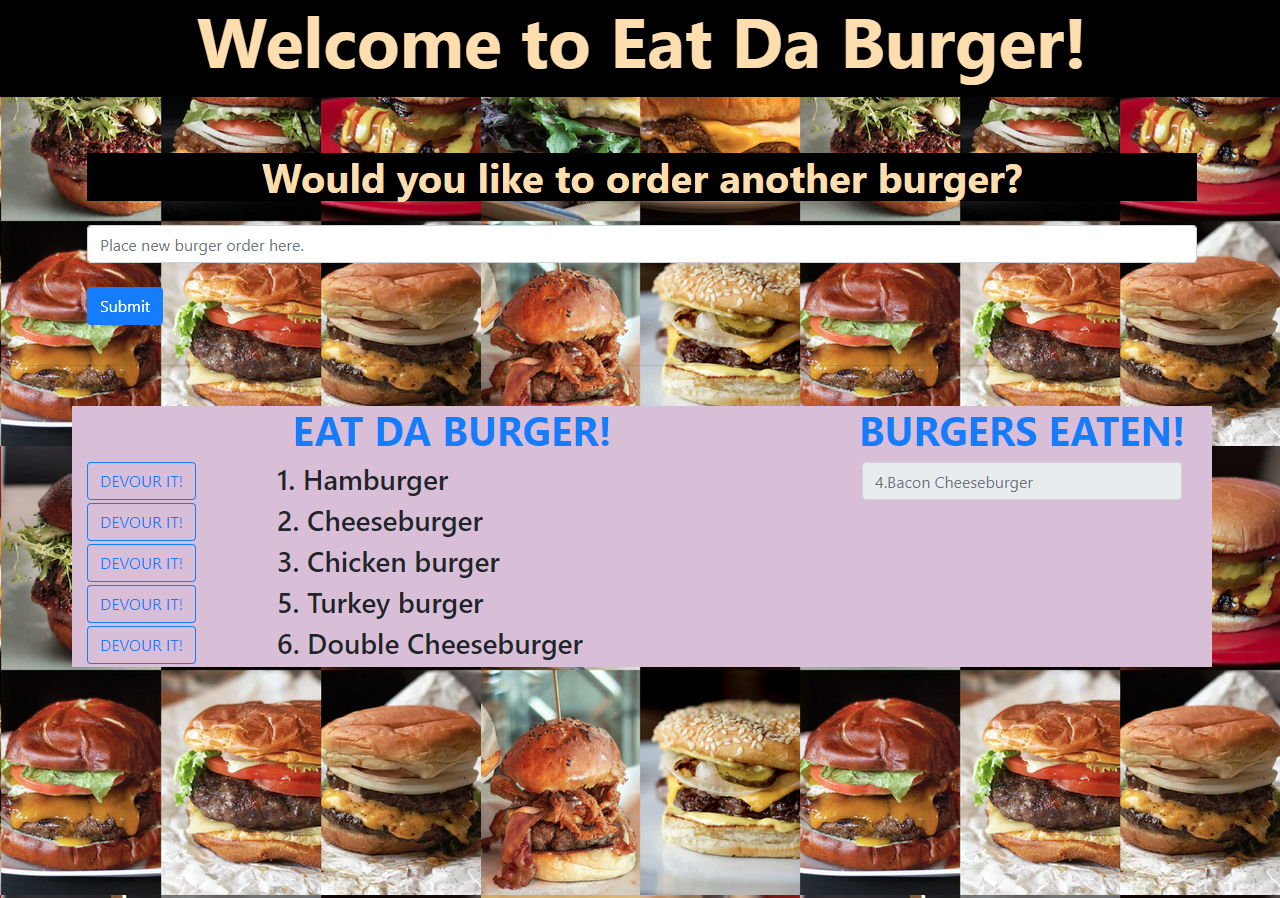 Welcome to Eat Da Burger!
Would you like to order another burger?
Place new burger order here.
Submit
EAT DA BURGER!
BURGERS EATEN!
DEVOUR IT! 1. Hamburger
4.Bacon Cheeseburger
DEVOUR IT! 2. Cheeseburger
DEVOUR IT! 3. Chicken burger
DEVOUR IT! 5. Turkey burger
DEVOUR IT! 6. Double Cheeseburger